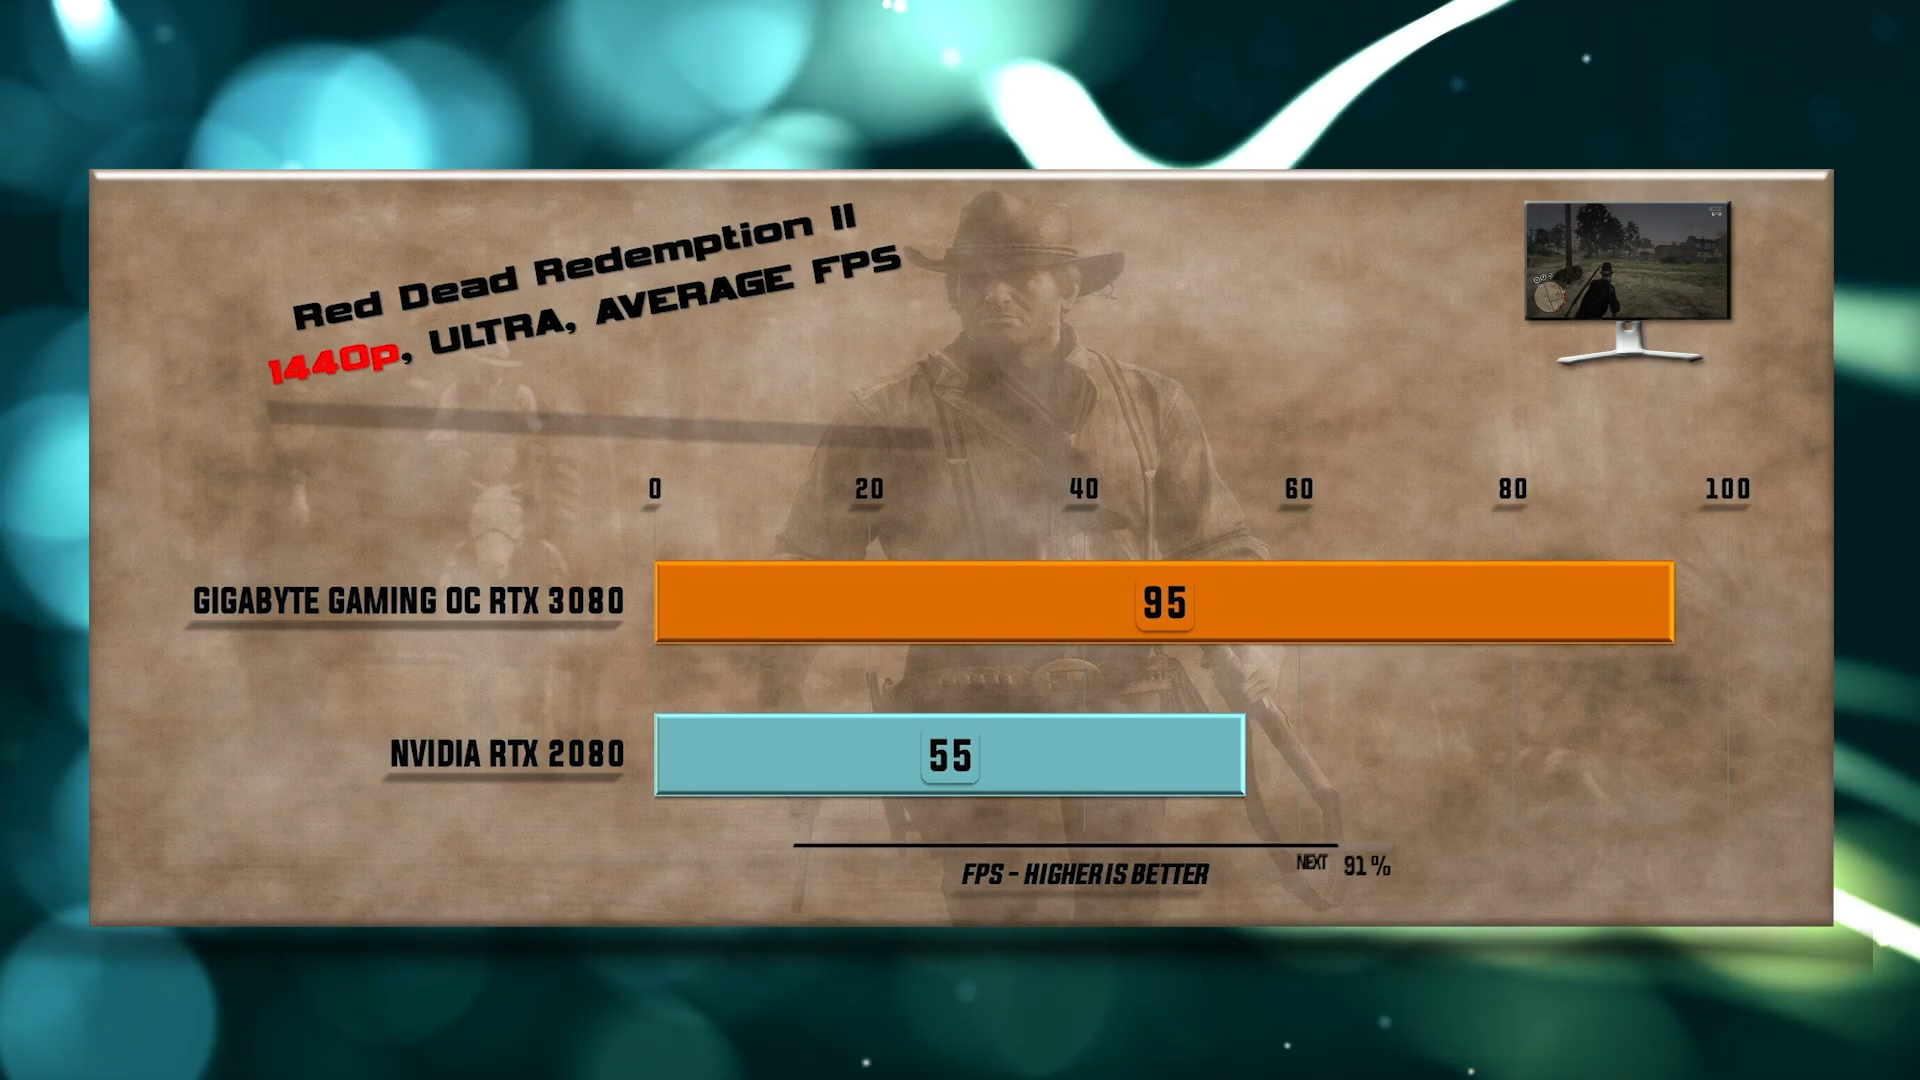 Red Dead Redemption II
1440p, ULTRA, AVERAGE FPS
0 20 40 60 80 100
GIGABYTE GAMING OC RTX 3080
95
NVIDIA RTX 2080
55
FPS - HIGHER IS BETTER
NEXT 91%